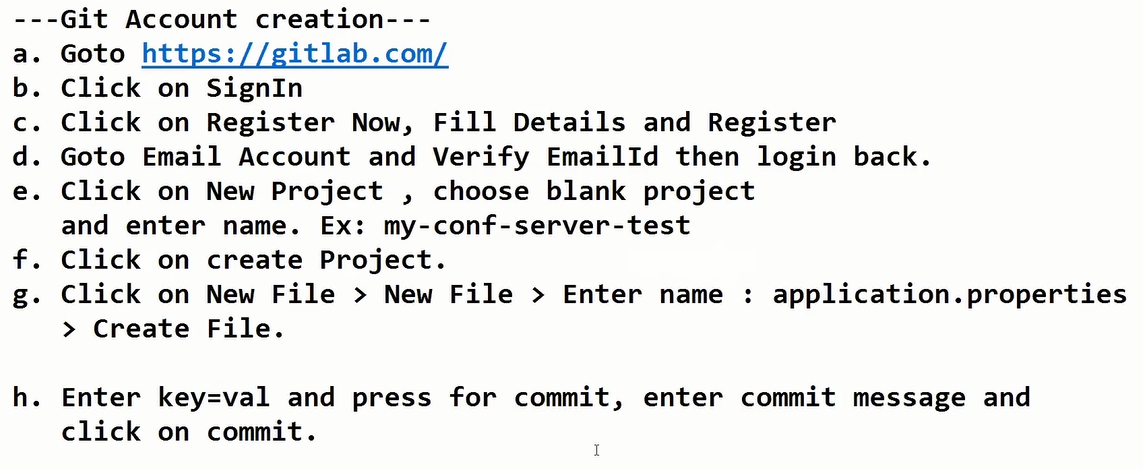 ---Git Account creation---
a. Goto https://gitlab.com/
b. Click on SignIn
c. Click on Register Now, Fill Details and Register
d. Goto Email Account and Verify EmailId then login back.
e. Click on New Project , choose blank project
and enter name. Ex: my-conf-server-test
f. Click on create Project.
g. Click on New File > New File > Enter name : application.properties
> Create File.
h. Enter key=val and press for commit, enter commit message and
click on commit.